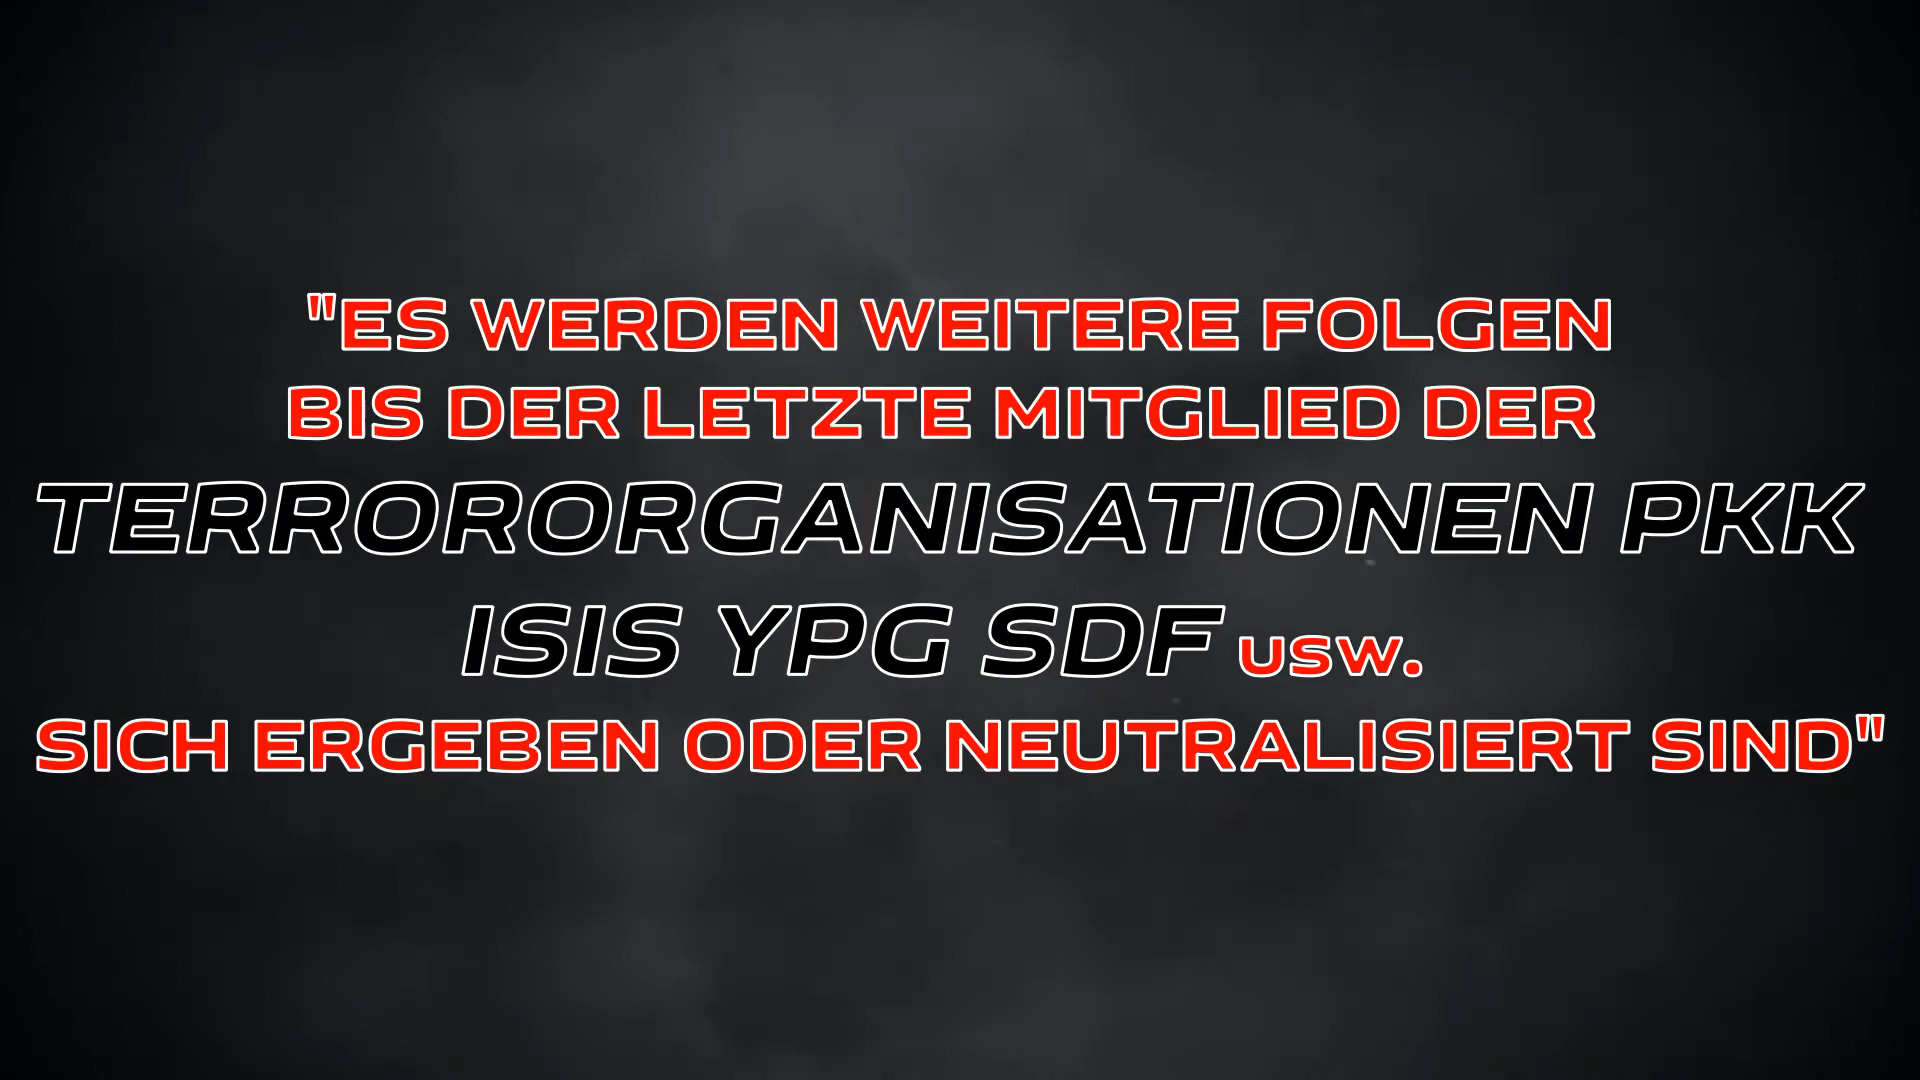 "ES WERDEN WEITERE FOLGEN
BIS DER LETZTE MITGLIED DER
TERRORORGANISATIONEN PKK
ISIS YPG SDF usw.
SICH ERGEBEN ODER NEUTRALISIERT SIND"